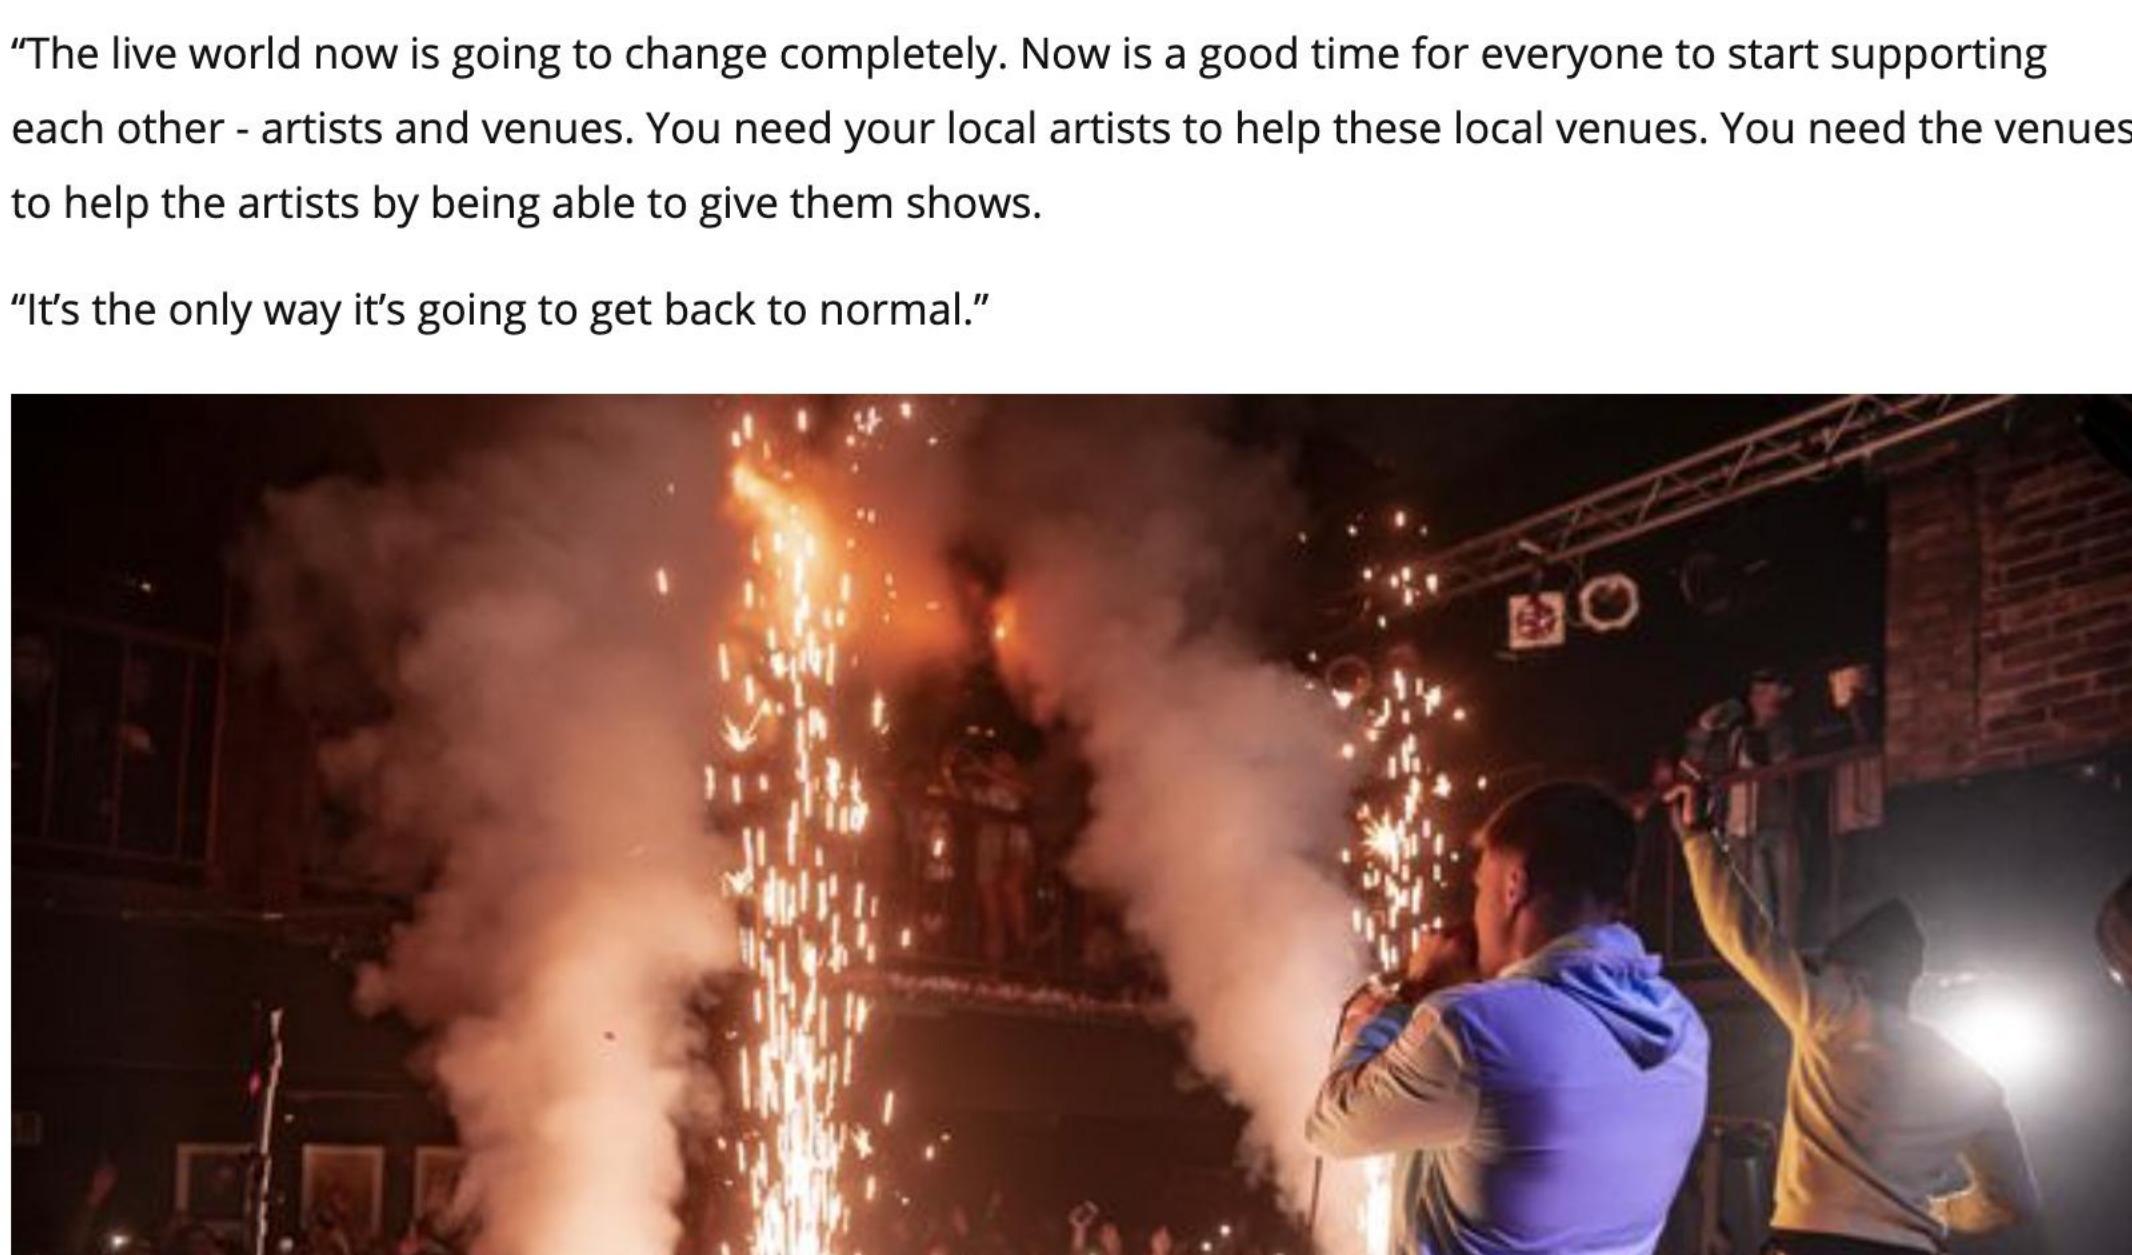 “The live world now is going to change completely. Now is a good time for everyone to start supporting
each other - artists and venues. You need your local artists to help these local venues. You need the venues
to help the artists by being able to give them shows.
“It’s the only way it’s going to get back to normal.”